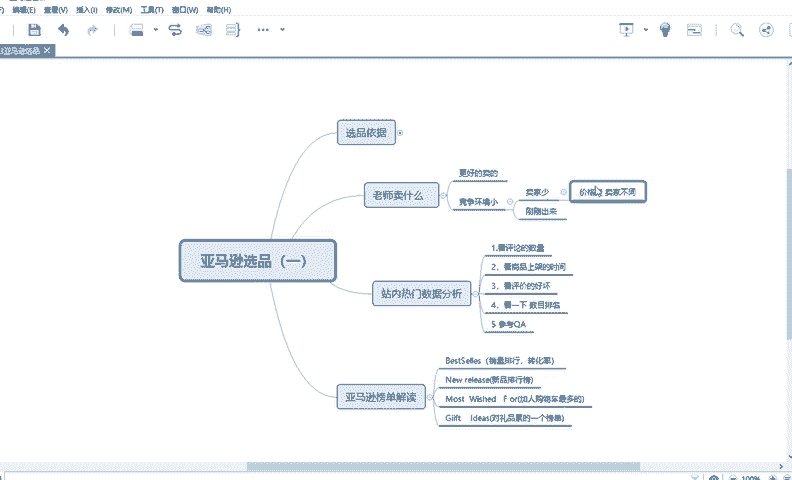 编辑(E) 查看(V) 插入(I) 修改(M) 工具(T) 窗口(W) 帮助(H)
亚马逊选品
选品依据
老师卖什么
更好的卖的
竞争环境小
卖家少
卖家不同
刚刚出来
亚马逊选品（一）
站内热门数据分析
1.看评论的数量
2、看商品上架的时间
3、看评价的好坏
4、看一下 类目排名
5 参考QA
亚马逊榜单解读
BestSelles（销量排行，转化率）
New release(新品排行榜)
Most Wished F or(加入购物车最多的)
Giift Ideas(对礼品累的一个榜单)
100%